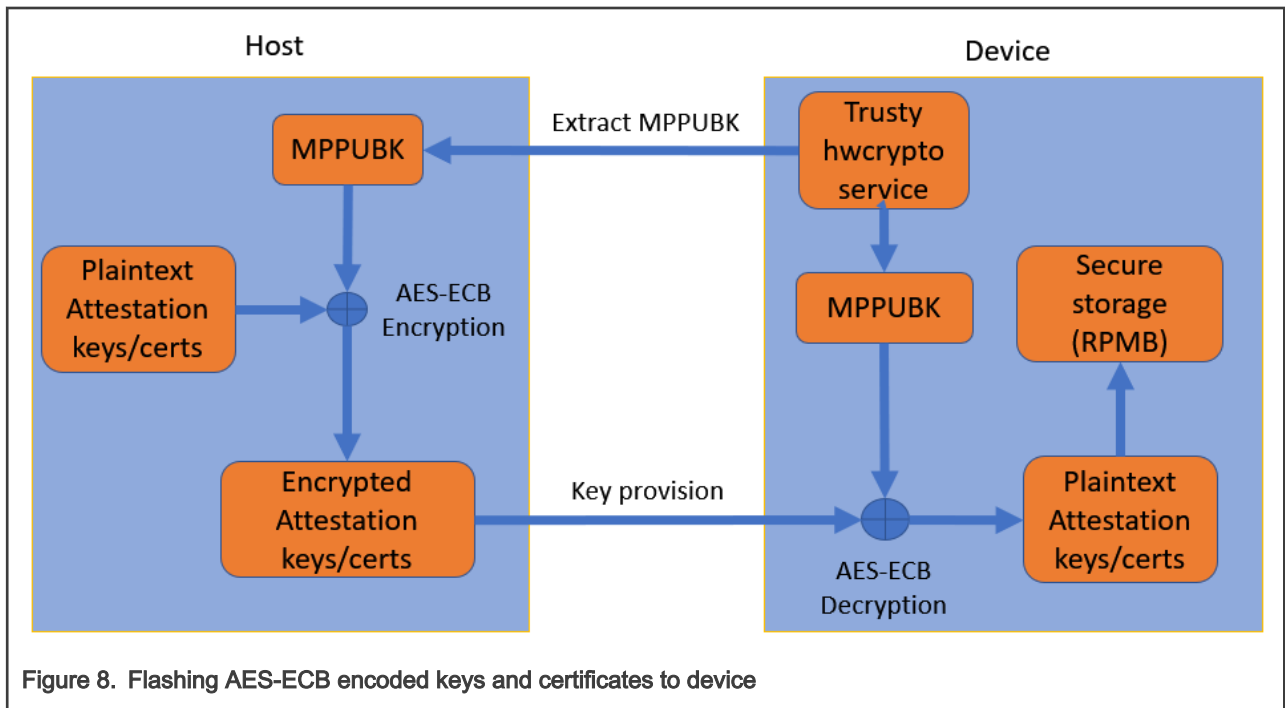 Host
Device
MPPUBK
Extract MPPUBK
Trusty
hwcrypto
service
Plaintext
Attestation
keys/certs
AES-ECB
Encryption
MPPUBK
Secure
storage
(RPMB)
Encrypted
Attestation
keys/certs
Key provision
AES-ECB
Decryption
Plaintext
Attestation
keys/certs
Figure 8. Flashing AES-ECB encoded keys and certificates to device